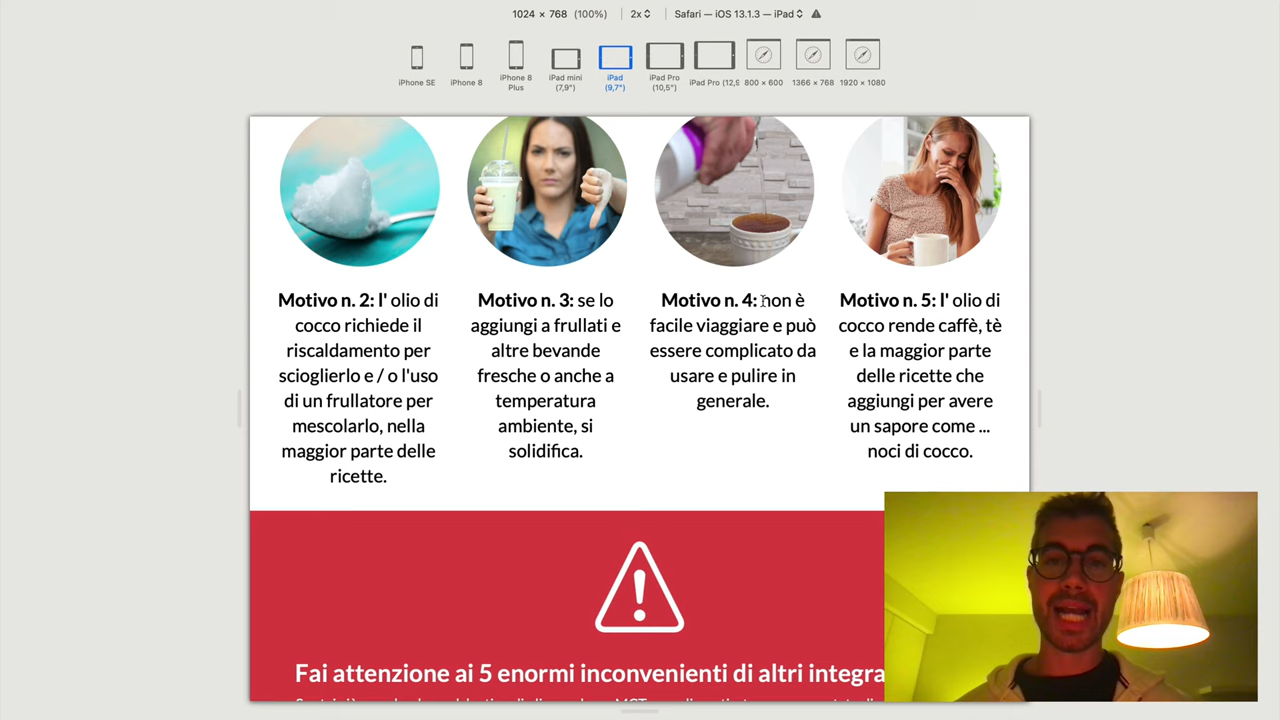 1024 × 768 (100%) 2x Safari — iOS 13.1.3 — iPad
iPhone SE
iPhone 8
iPhone 8
Plus
iPad mini
(7,9")
iPad
(9,7")
iPad Pro
(10,5")
iPad Pro (12,9
800 × 600
1366 × 768
1920 × 1080
Motivo n. 2: l' olio di
cocco richiede il
riscaldamento per
scioglierlo e / o l'uso
di un frullatore per
mescolarlo, nella
maggior parte delle
ricette.
Motivo n. 3: se lo
aggiungi a frullati e
altre bevande
fresche o anche a
temperatura
ambiente, si
solidifica.
Motivo n. 4: non è
facile viaggiare e può
essere complicato da
usare e pulire in
generale.
Motivo n. 5: l' olio di
cocco rende caffè, tè
e la maggior parte
delle ricette che
aggiungi per avere
un sapore come ...
noci di cocco.
Fai attenzione ai 5 enormi inconvenienti di altri integra